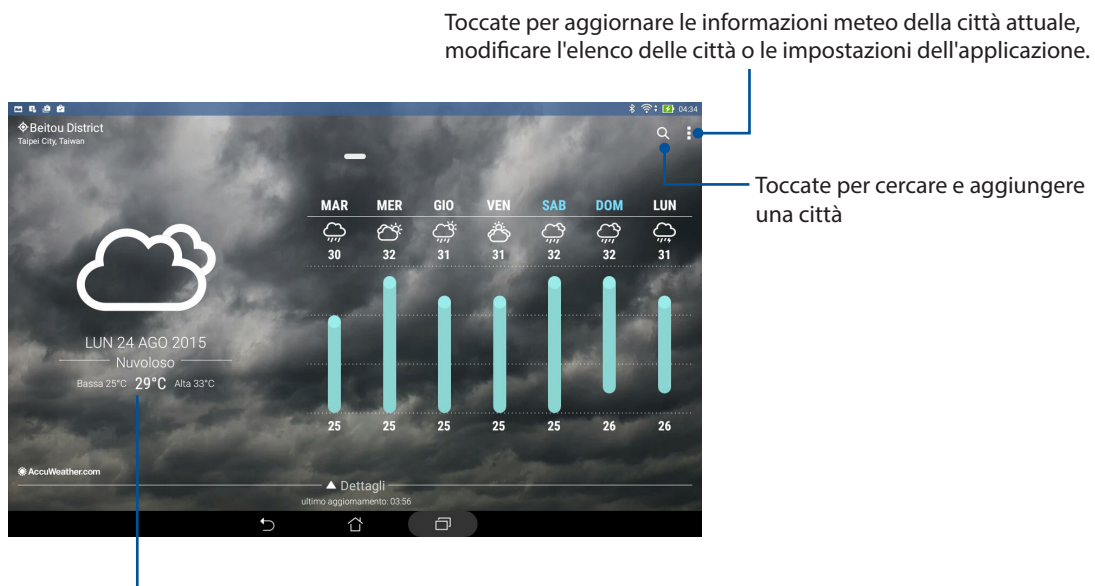 Toccate per aggiornare le informazioni meteo della città attuale,
modificare l'elenco delle città o le impostazioni dell'applicazione.
04:34
Beitou District
Taipei City, Taiwan
Toccate per cercare e aggiungere
una città
MAR MER GIO VEN SAB DOM LUN
30 32 31 31 32 32 31
LUN 24 AGO 2015
Nuvoloso
Bassa 25°C 29°C Alta 33°C
25 25 25 25 25 26 26
AccuWeather.com
Dettagli
ultimo aggiornamento: 03:56